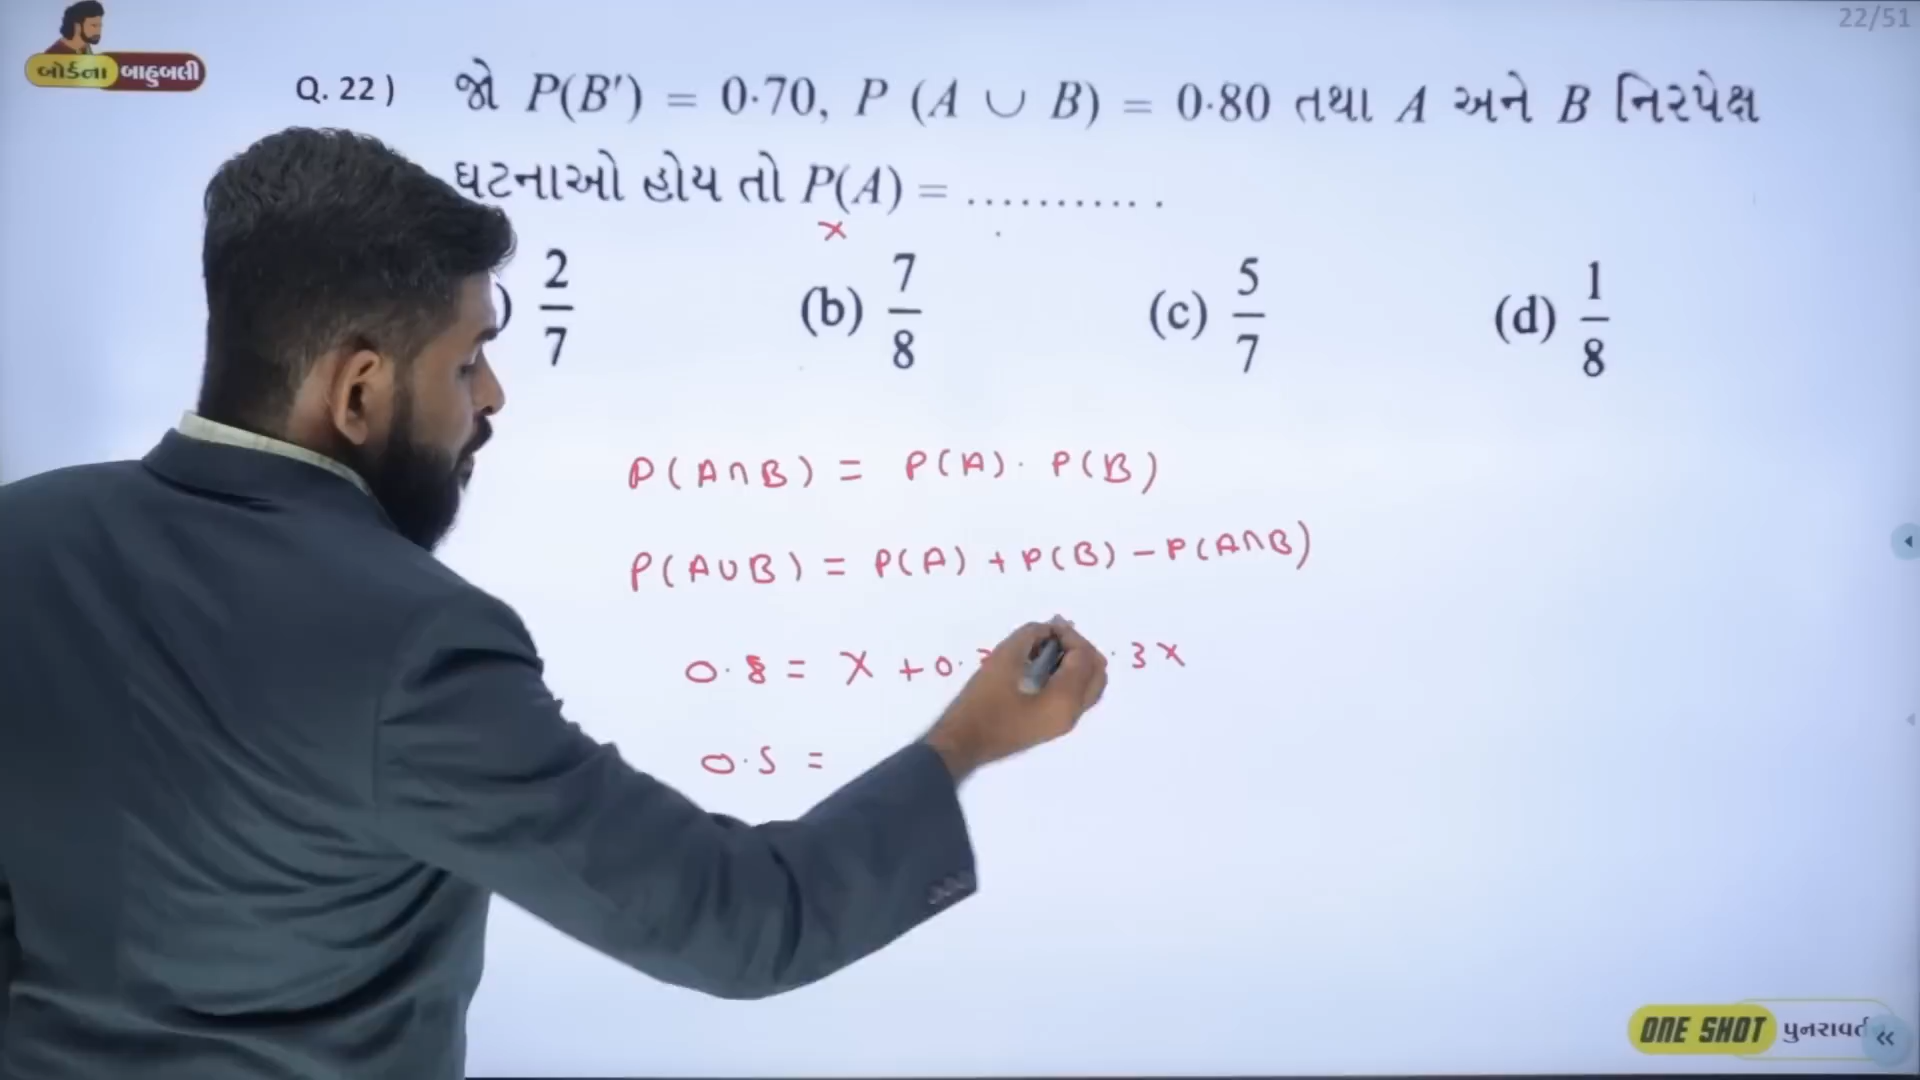 22/51
બોર્ડના બાહુબલી
Q. 22 ) જો P(B′) = 0·70, P (A ∪ B) = 0·80 તથા A અને B નિરપેક્ષ
ઘટનાઓ હોય તો P(A) = ...........
x
) 2/7 (b) 7/8 (c) 5/7 (d) 1/8
P(A∩B) = P(A) · P(B)
P(A∪B) = P(A) + P(B) − P(A∩B)
0.8 = x + 0. .3x
0.5 =
ONE SHOT
«